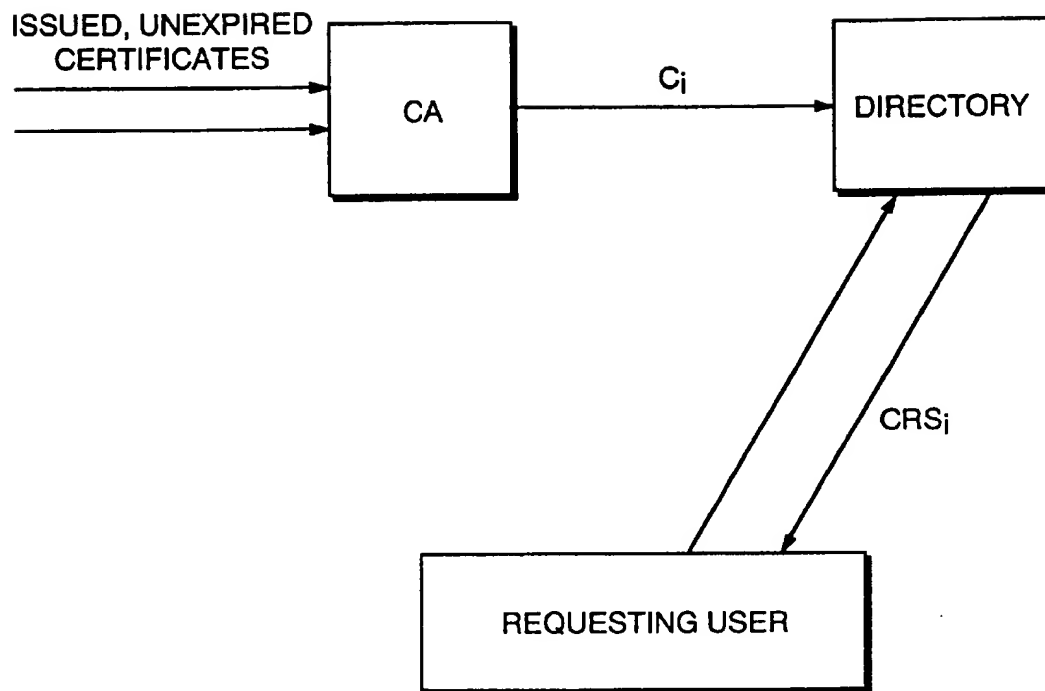 ISSUED, UNEXPIRED
CERTIFICATES
CA
Ci
DIRECTORY
CRSi
REQUESTING USER